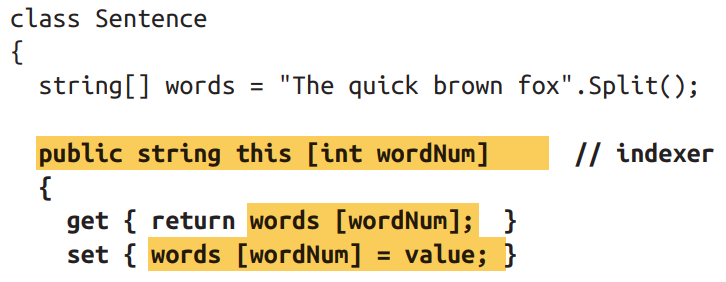 class Sentence
{
string[] words = "The quick brown fox".Split();
public string this [int wordNum] // indexer
{
get { return words [wordNum]; }
set { words [wordNum] = value; }